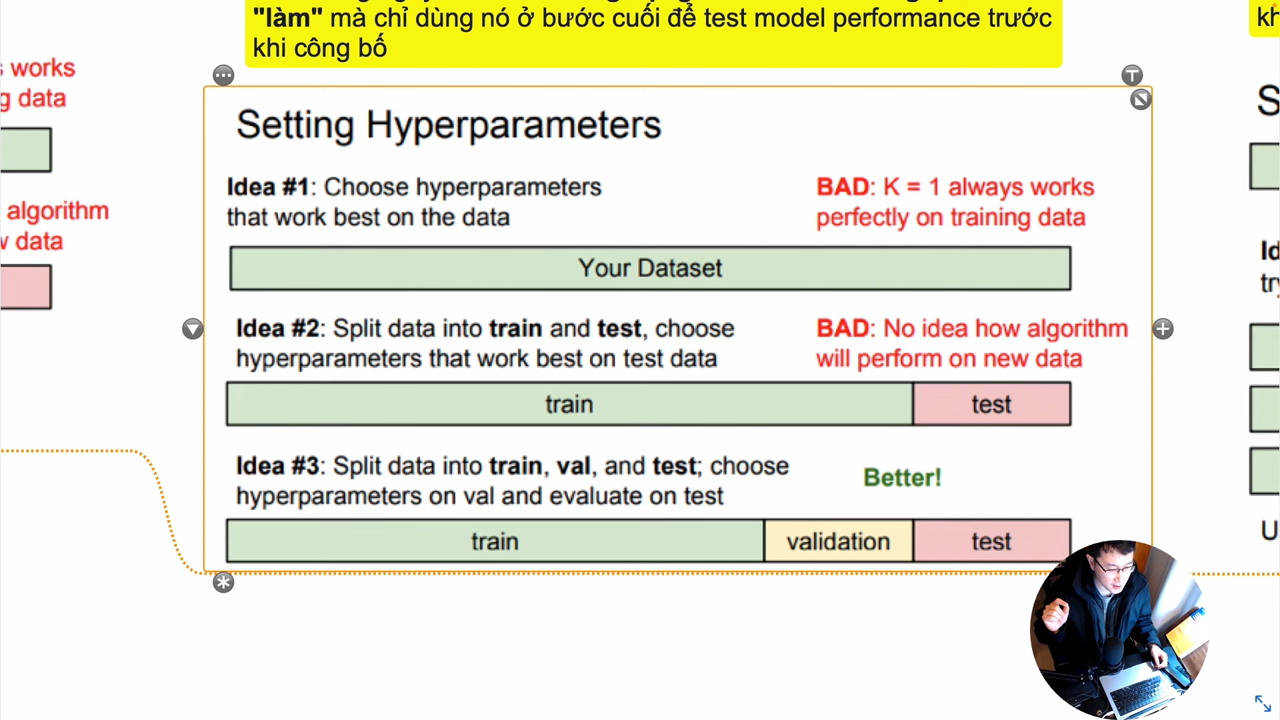 "làm" mà chỉ dùng nó ở bước cuối để test model performance trước
khi công bố
works
data
algorithm
data
Setting Hyperparameters
Idea #1: Choose hyperparameters
that work best on the data
BAD: K = 1 always works
perfectly on training data
Your Dataset
Idea #2: Split data into train and test, choose
hyperparameters that work best on test data
BAD: No idea how algorithm
will perform on new data
train
test
Idea #3: Split data into train, val, and test; choose
hyperparameters on val and evaluate on test
Better!
train
validation
test